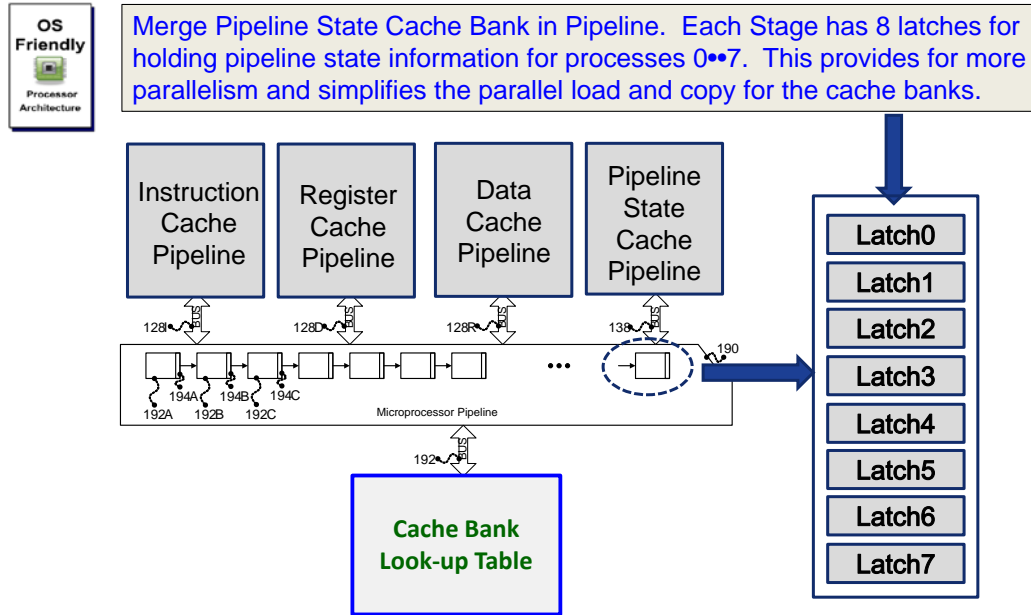 OS
Friendly
Processor
Architecture
Merge Pipeline State Cache Bank in Pipeline. Each Stage has 8 latches for
holding pipeline state information for processes 0••7. This provides for more
parallelism and simplifies the parallel load and copy for the cache banks.
Instruction
Cache
Pipeline
Register
Cache
Pipeline
Data
Cache
Pipeline
Pipeline
State
Cache
Pipeline
128I
BUS
128D
BUS
128R
BUS
138
BUS
190
•••
194A
194B
194C
192A
192B
192C
Microprocessor Pipeline
192
BUS
Cache Bank
Look-up Table
Latch0
Latch1
Latch2
Latch3
Latch4
Latch5
Latch6
Latch7